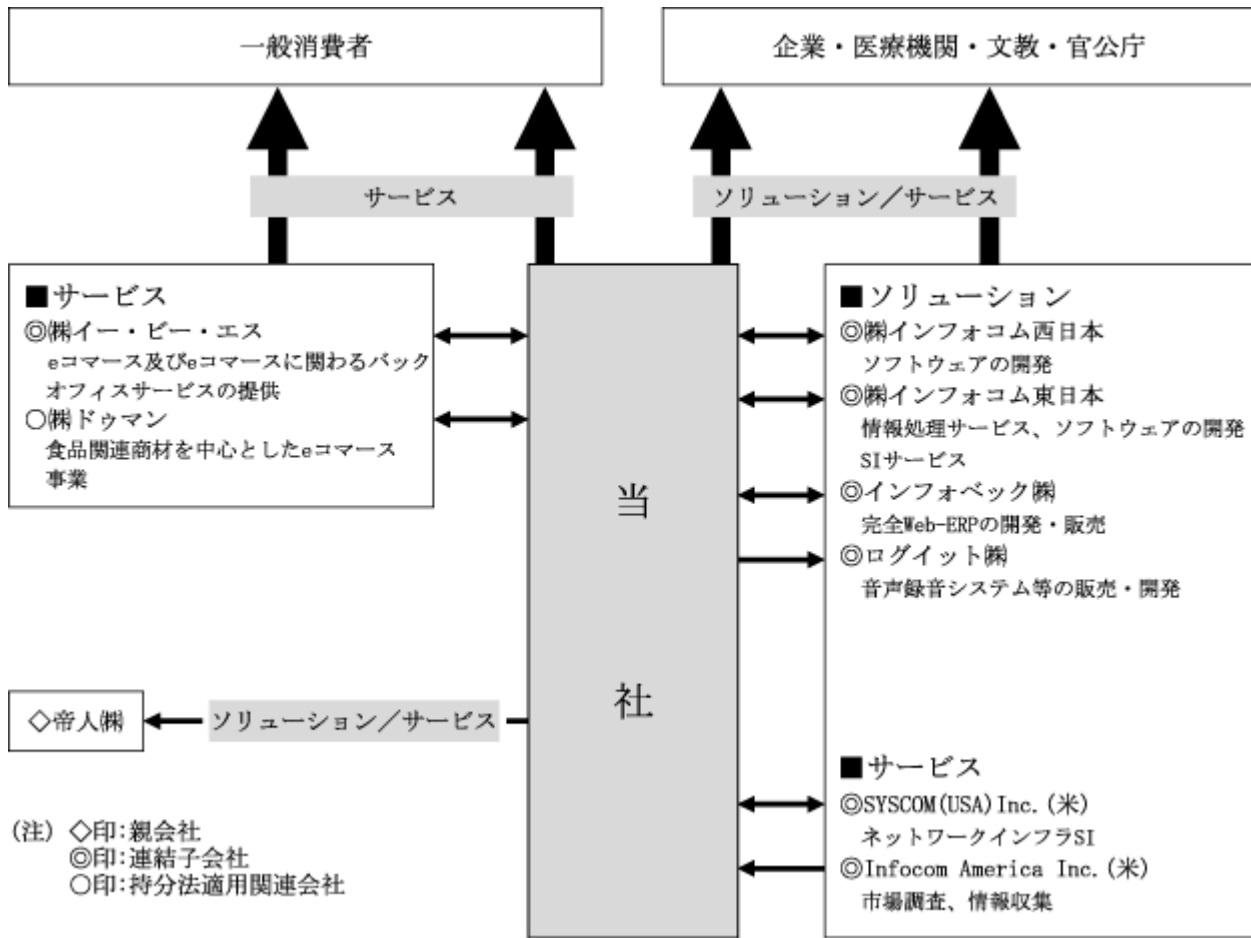 一般消費者
企業・医療機関・文教・官公庁
サービス
ソリューション／サービス
■サービス
◎㈱イー・ビー・エス
eコマース及びeコマースに関わるバック
オフィスサービスの提供
○㈱ドゥマン
食品関連商材を中心としたeコマース
事業
当
社
■ソリューション
◎㈱インフォコム西日本
ソフトウェアの開発
◎㈱インフォコム東日本
情報処理サービス、ソフトウェアの開発
SIサービス
◎インフォベック㈱
完全Web-ERPの開発・販売
◎ログイット㈱
音声録音システム等の販売・開発
◇帝人㈱
ソリューション／サービス
■サービス
◎SYSCOM(USA)Inc.(米)
ネットワークインフラSI
◎Infocom America Inc.(米)
市場調査、情報収集
(注) ◇印：親会社
◎印：連結子会社
○印：持分法適用関連会社